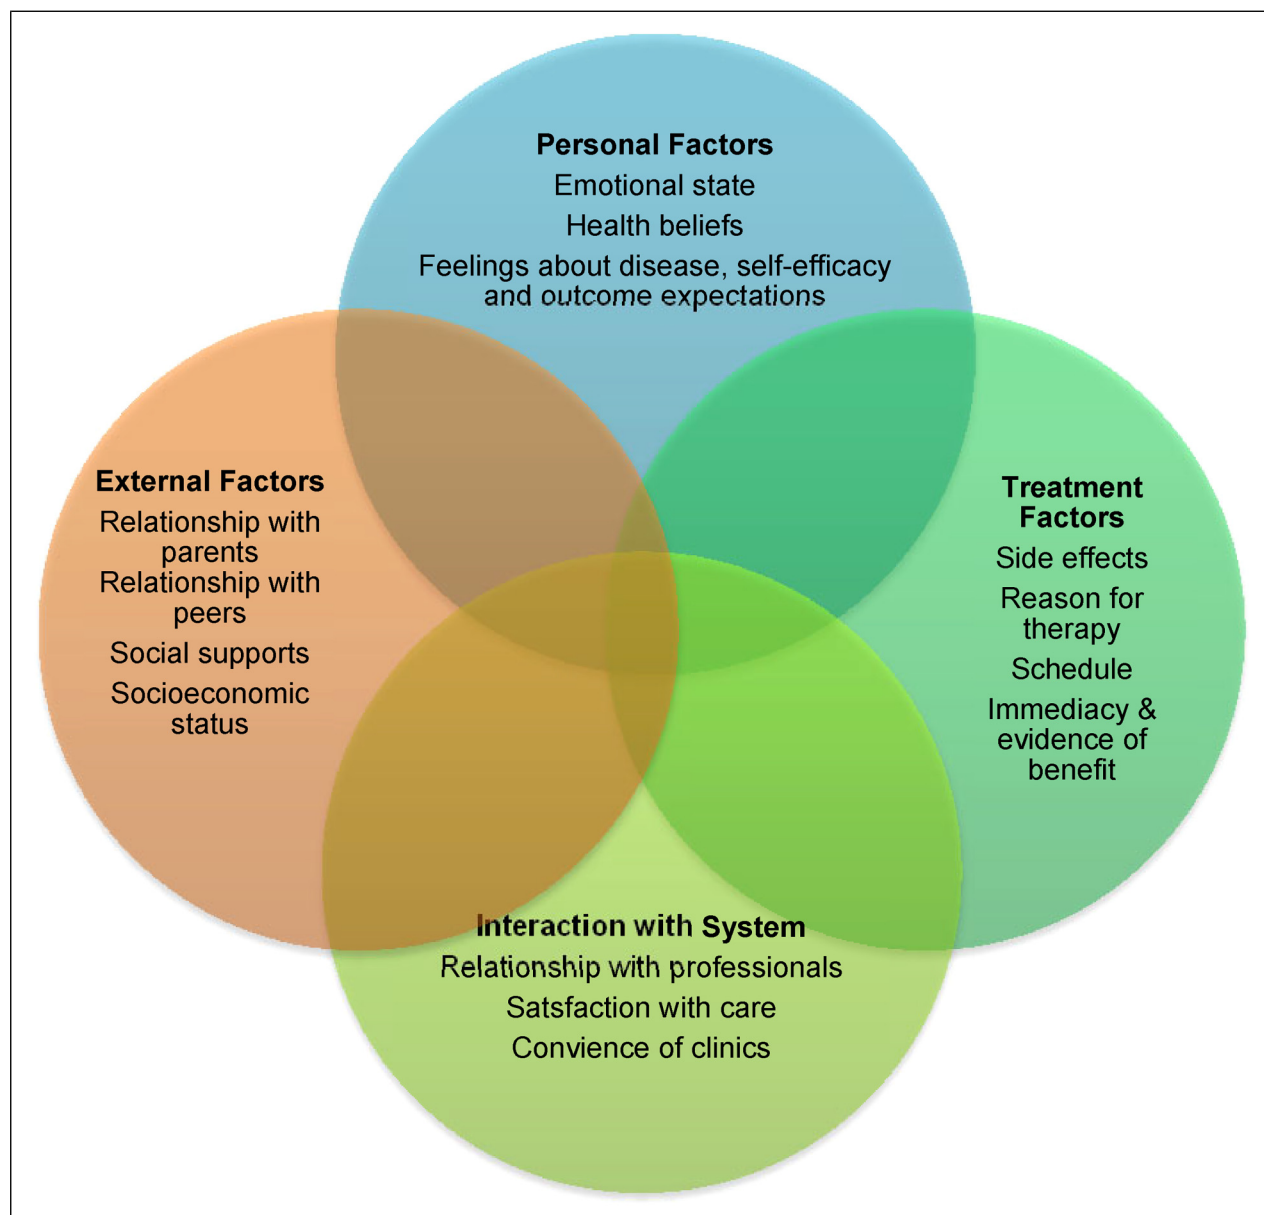 Personal Factors
Emotional state
Health beliefs
Feelings about disease, self-efficacy
and outcome expectations
External Factors
Relationship with
parents
Relationship with
peers
Social supports
Socioeconomic
status
Treatment
Factors
Side effects
Reason for
therapy
Schedule
Immediacy &
evidence of
benefit
Interaction with System
Relationship with professionals
Satsfaction with care
Convience of clinics